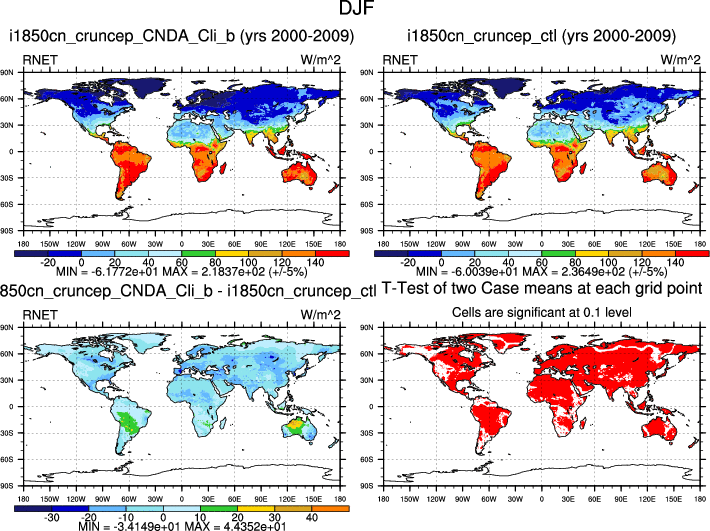 DJF
i1850cn_cruncep_CNDA_Cli_b (yrs 2000-2009)
RNET W/m^2
90N
60N
30N
0
30S
60S
90S
180 150W 120W 90W 60W 30W 0 30E 60E 90E 120E 150E 180
-20 0 20 40 60 80 100 120 140
MIN = -6.1772e+01 MAX = 2.1837e+02 (+/-5%)
i1850cn_cruncep_ctl (yrs 2000-2009)
RNET W/m^2
90N
60N
30N
0
30S
60S
90S
180 150W 120W 90W 60W 30W 0 30E 60E 90E 120E 150E 180
-20 0 20 40 60 80 100 120 140
MIN = -6.0039e+01 MAX = 2.3649e+02 (+/-5%)
850cn_cruncep_CNDA_Cli_b - i1850cn_cruncep_ctl
RNET W/m^2
90N
60N
30N
0
30S
60S
90S
180 150W 120W 90W 60W 30W 0 30E 60E 90E 120E 150E 180
-30 -20 -10 0 10 20 30 40
MIN = -3.4149e+01 MAX = 4.4352e+01
T-Test of two Case means at each grid point
Cells are significant at 0.1 level
90N
60N
30N
0
30S
60S
90S
180 150W 120W 90W 60W 30W 0 30E 60E 90E 120E 150E 180